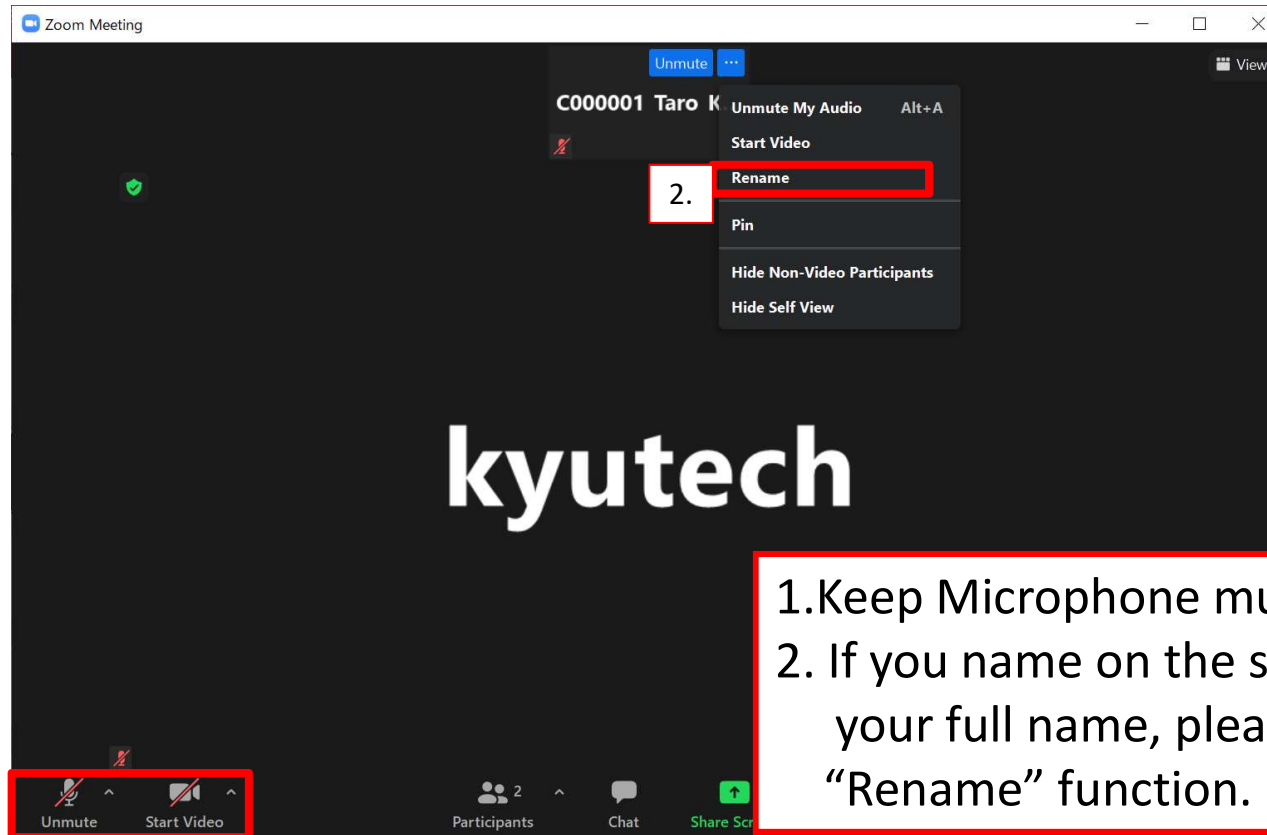 Zoom Meeting
View
Unmute ...
C000001 Taro K
Unmute My Audio Alt+A
Start Video
Rename
2.
Pin
Hide Non-Video Participants
Hide Self View
kyutech
1.Keep Microphone mu
2. If you name on the s
your full name, plea
“Rename” function.
Unmute
Start Video
2
Participants
Chat
Share Scr